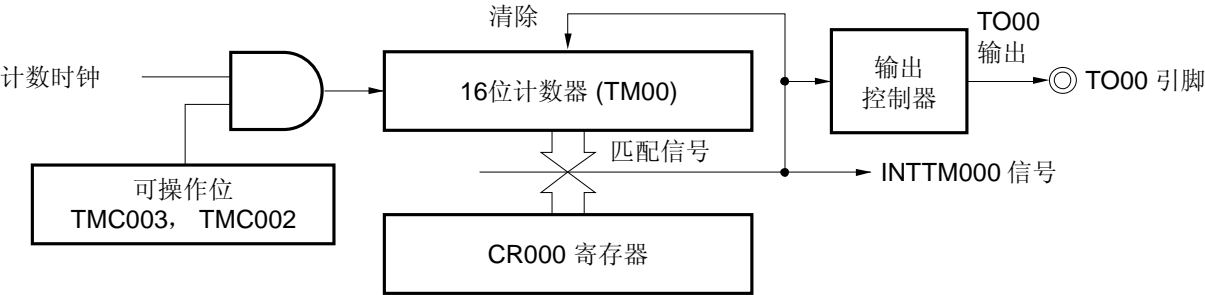 清除
TO00
输出
计数时钟
16位计数器 (TM00)
输出
控制器
TO00 引脚
匹配信号
INTTM000 信号
可操作位
TMC003， TMC002
CR000 寄存器